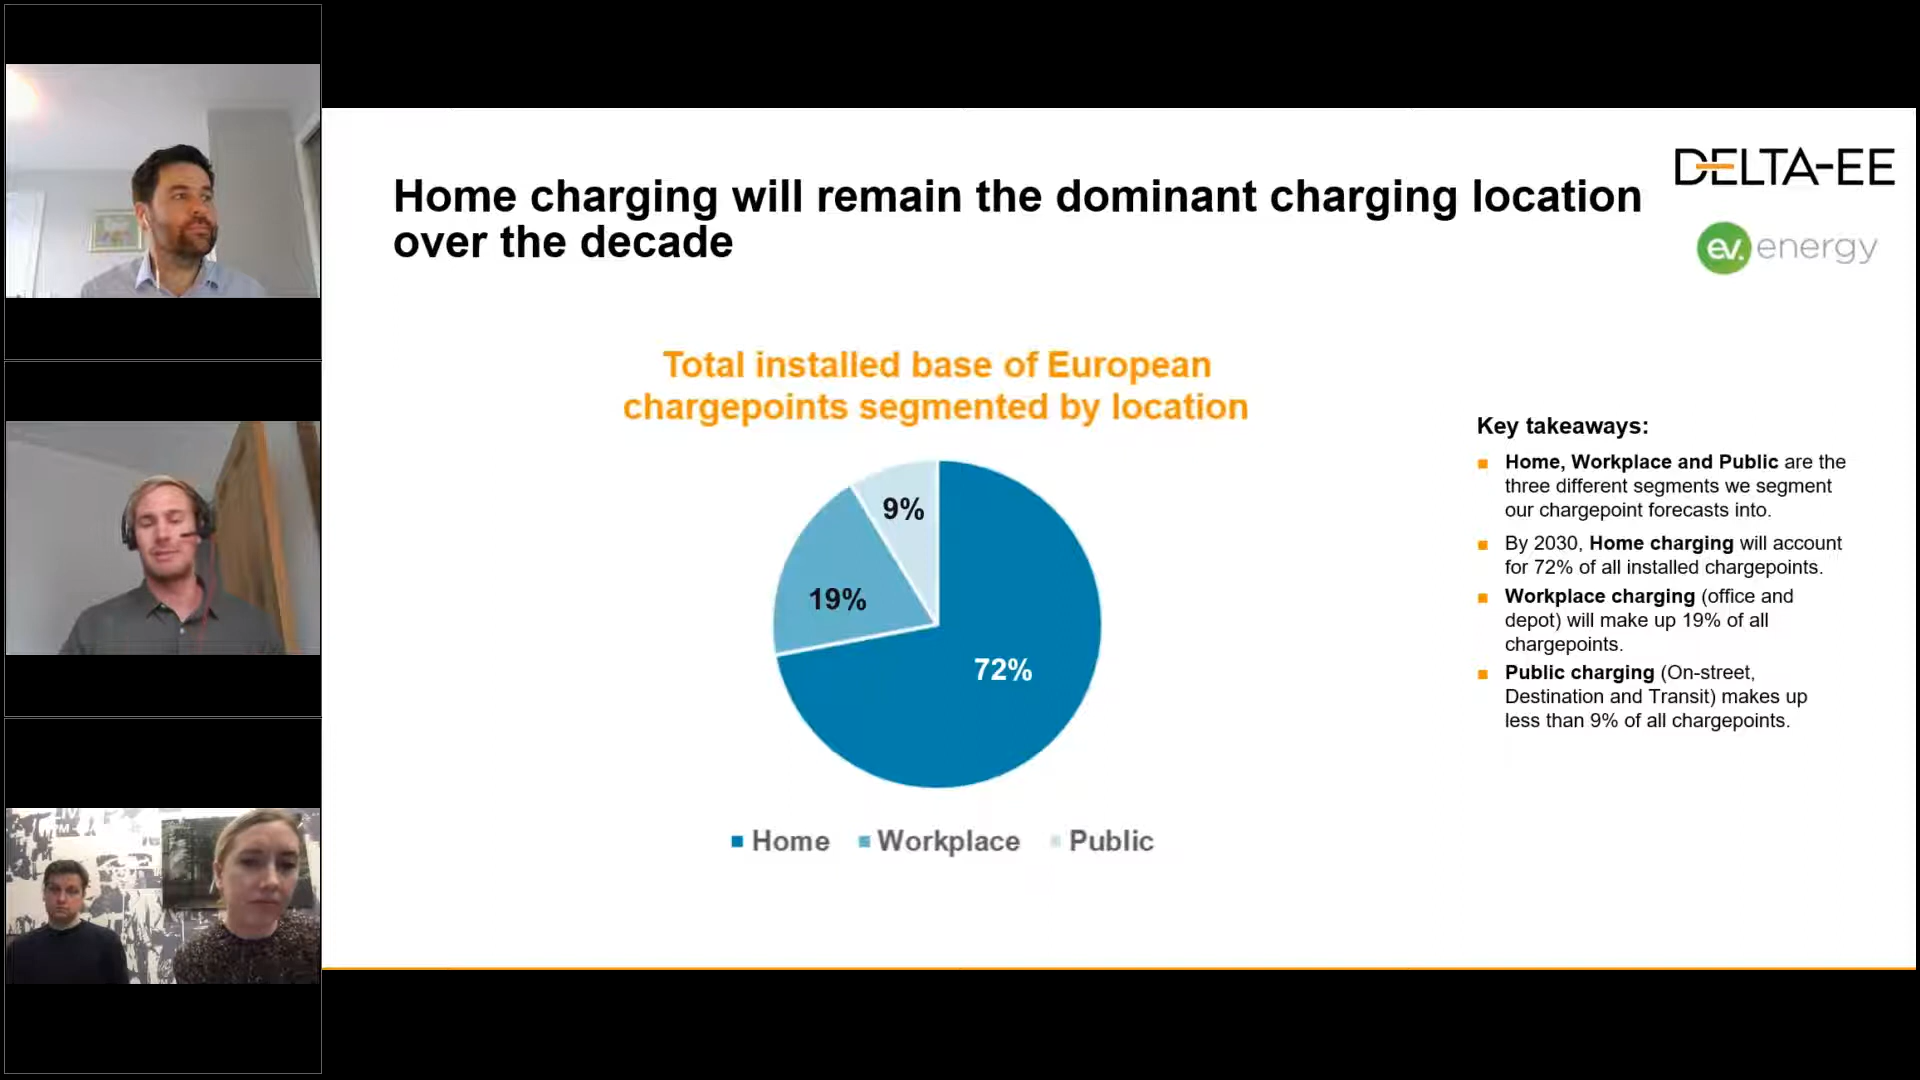 Home charging will remain the dominant charging location
over the decade
DELTA-EE
ev.energy
Total installed base of European
chargepoints segmented by location
9%
19%
72%
Home Workplace Public
Key takeaways:
Home, Workplace and Public are the
three different segments we segment
our chargepoint forecasts into.
By 2030, Home charging will account
for 72% of all installed chargepoints.
Workplace charging (office and
depot) will make up 19% of all
chargepoints.
Public charging (On-street,
Destination and Transit) makes up
less than 9% of all chargepoints.